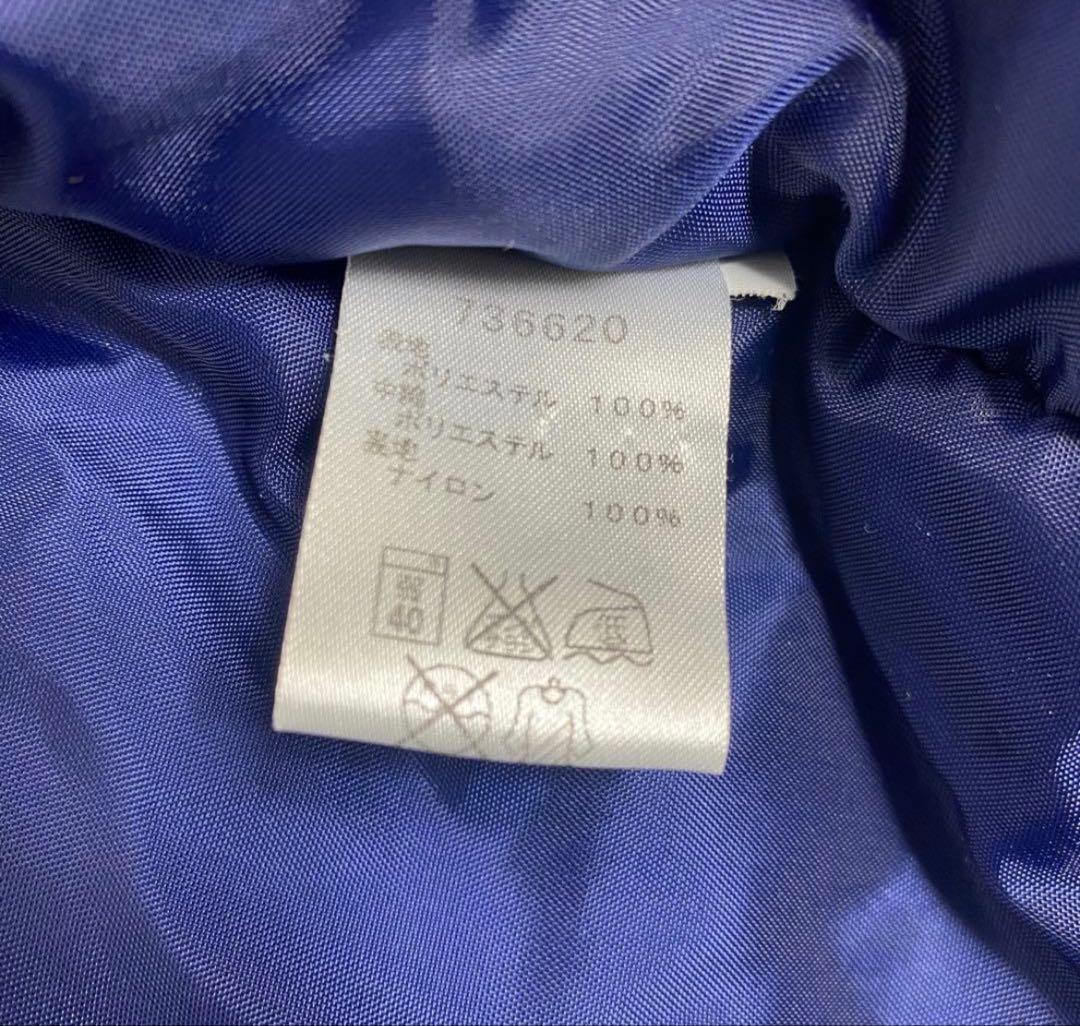 736620
表地
ポリエステル 100%
中綿
ポリエステル 100%
裏地
ナイロン 100%